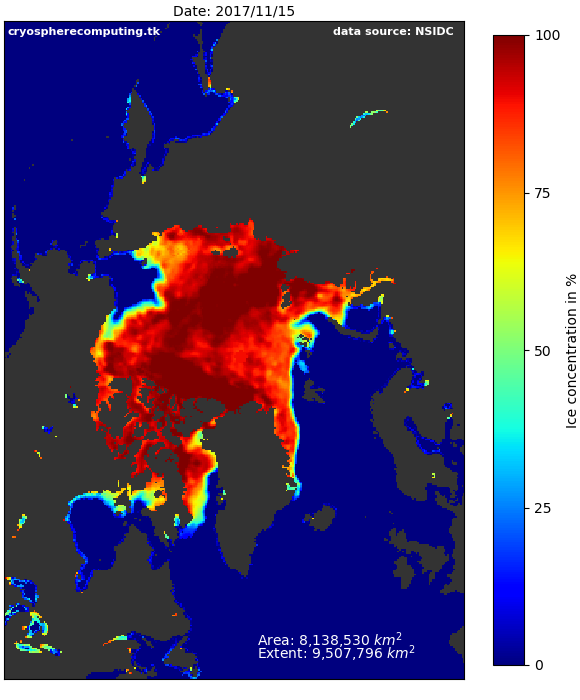 Date: 2017/11/15
cryospherecomputing.tk
data source: NSIDC
100
75
50
25
0
Ice concentration in %
Area: 8,138,530 km²
Extent: 9,507,796 km²